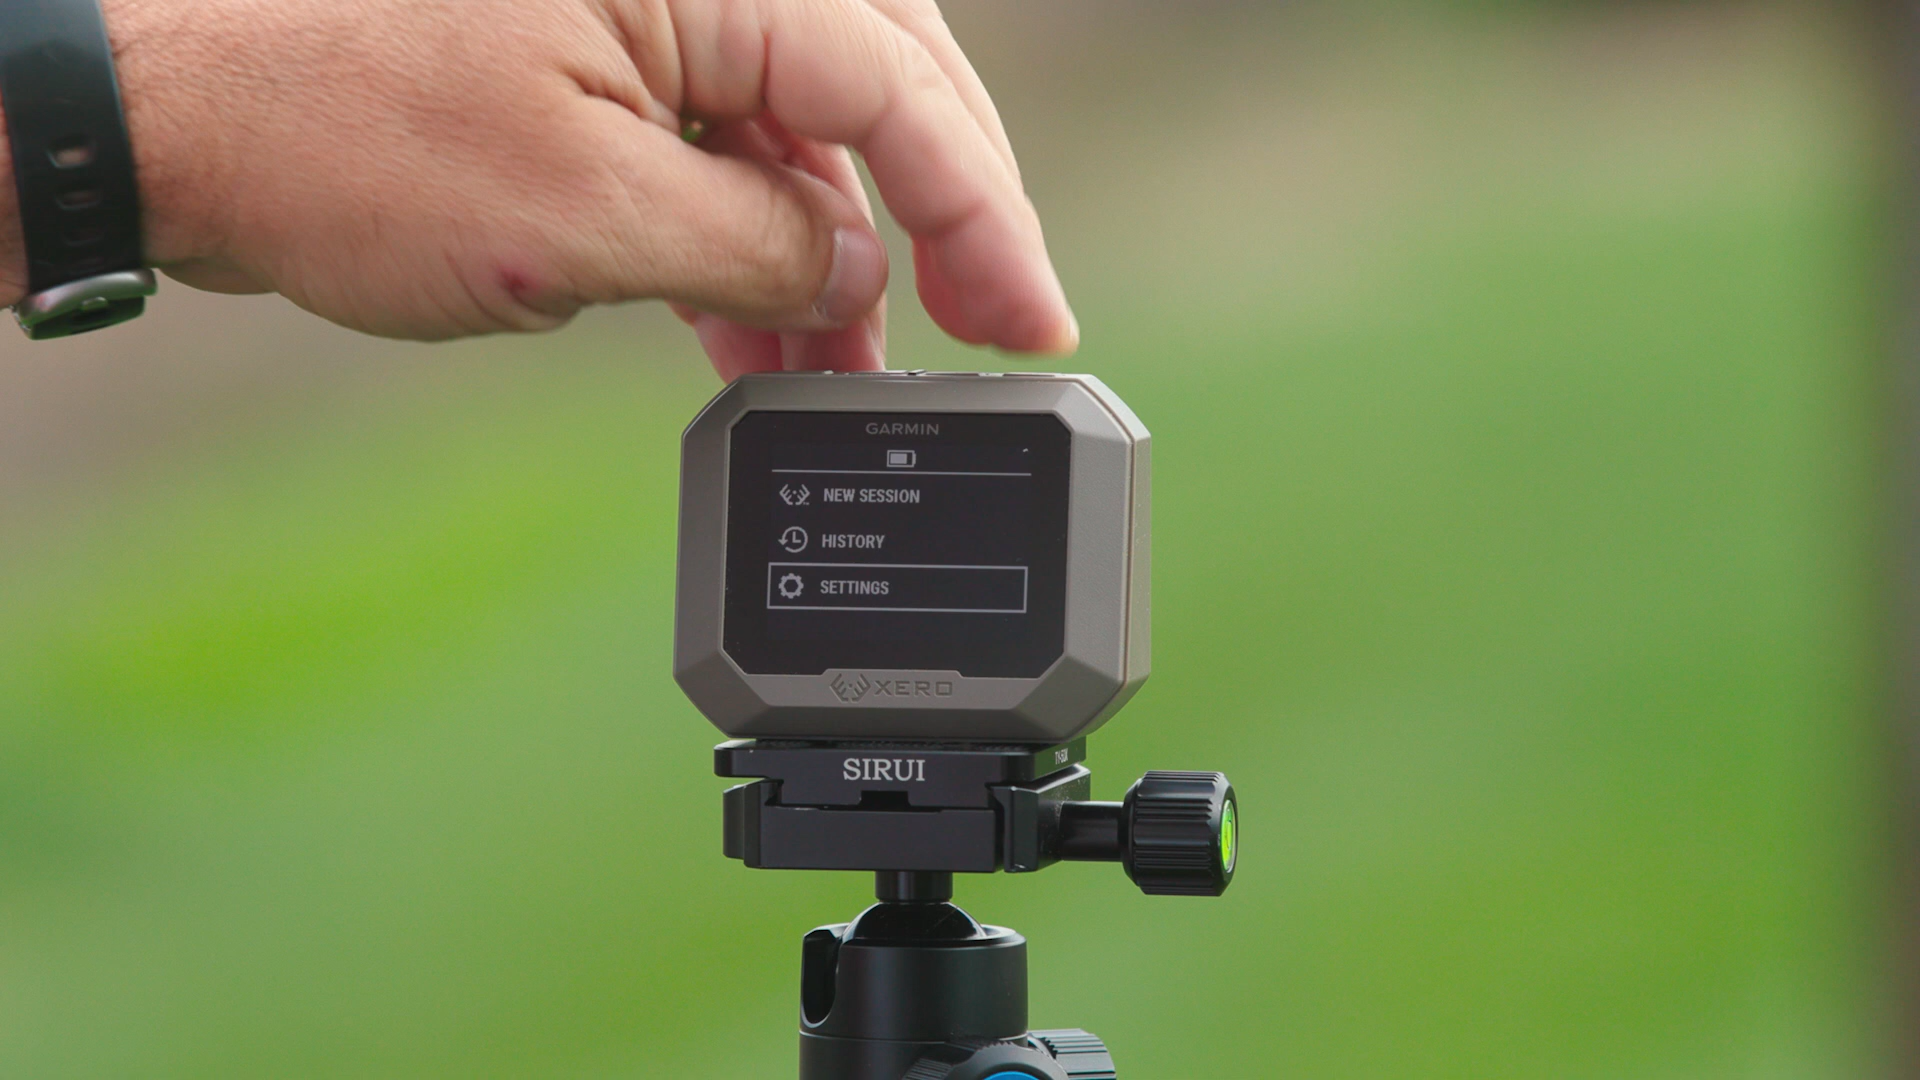 GARMIN
NEW SESSION
HISTORY
SETTINGS
XERO
SIRUI